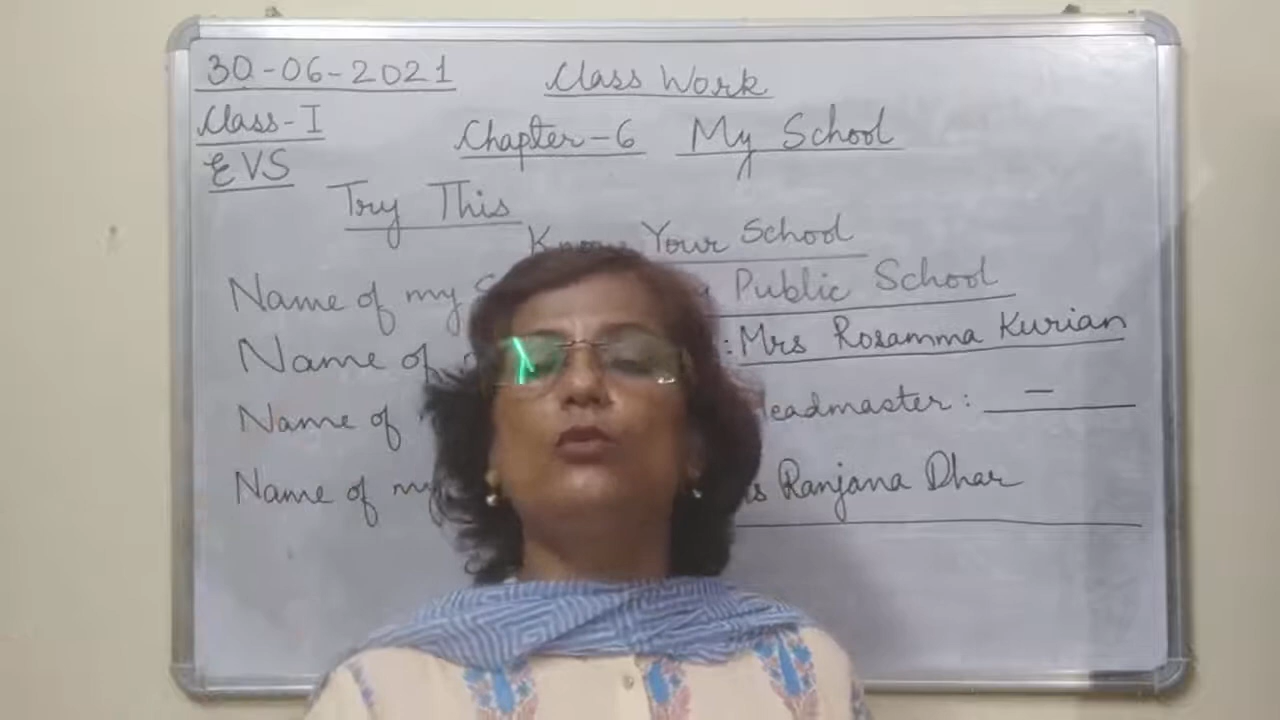 30-06-2021 Class Work
Class-I Chapter-6 My School
EVS
Try This
Your School
Name of my Public School
Name of : Mrs Rosamma Kurian
Name of Headmaster: —
Name of my Ranjana Dhar